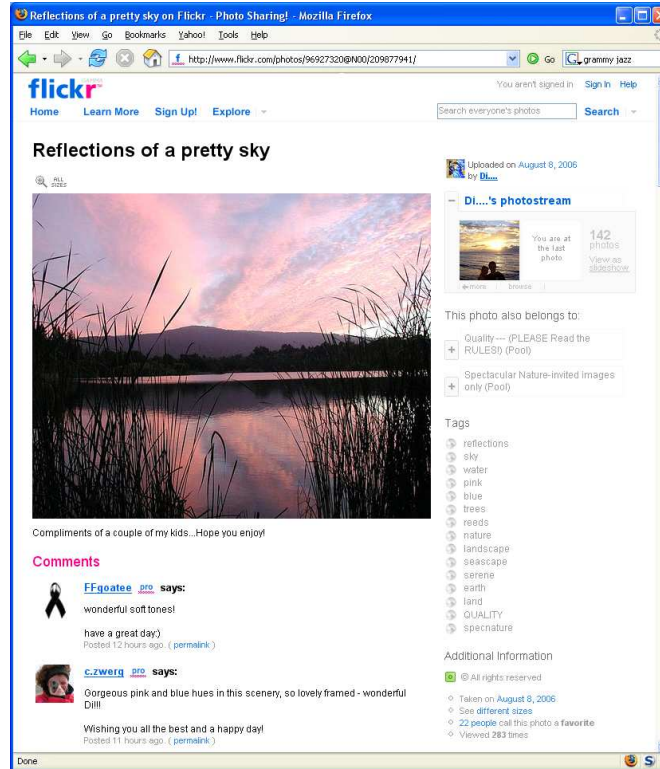 Reflections of a pretty sky on Flickr - Photo Sharing! - Mozilla Firefox
File Edit View Go Bookmarks Yahoo! Tools Help
http://www.flickr.com/photos/96927320@N00/209877941/
Go
grammy jazz
flickr
You aren't signed in Sign In Help
Home Learn More Sign Up! Explore
Search everyone's photos Search
Reflections of a pretty sky
ALL SIZES
Compliments of a couple of my kids...Hope you enjoy!
Comments
FFgoatee pro says:
wonderful soft tones!
have a great day:)
Posted 12 hours ago. ( permalink )
c.zwerg pro says:
Gorgeous pink and blue hues in this scenery, so lovely framed - wonderful
Di!!!
Wishing you all the best and a happy day!
Posted 11 hours ago. ( permalink )
Uploaded on August 8, 2006
by Di....
Di....'s photostream
You are at
the last
photo
142
photos
View as
slideshow
more browse
This photo also belongs to:
Quality --- (PLEASE Read the
RULES!) (Pool)
Spectacular Nature-invited images
only (Pool)
Tags
reflections
sky
water
pink
blue
trees
reeds
nature
landscape
seascape
serene
earth
land
QUALITY
specnature
Additional Information
© All rights reserved
Taken on August 8, 2006
See different sizes
22 people call this photo a favorite
Viewed 283 times
Done